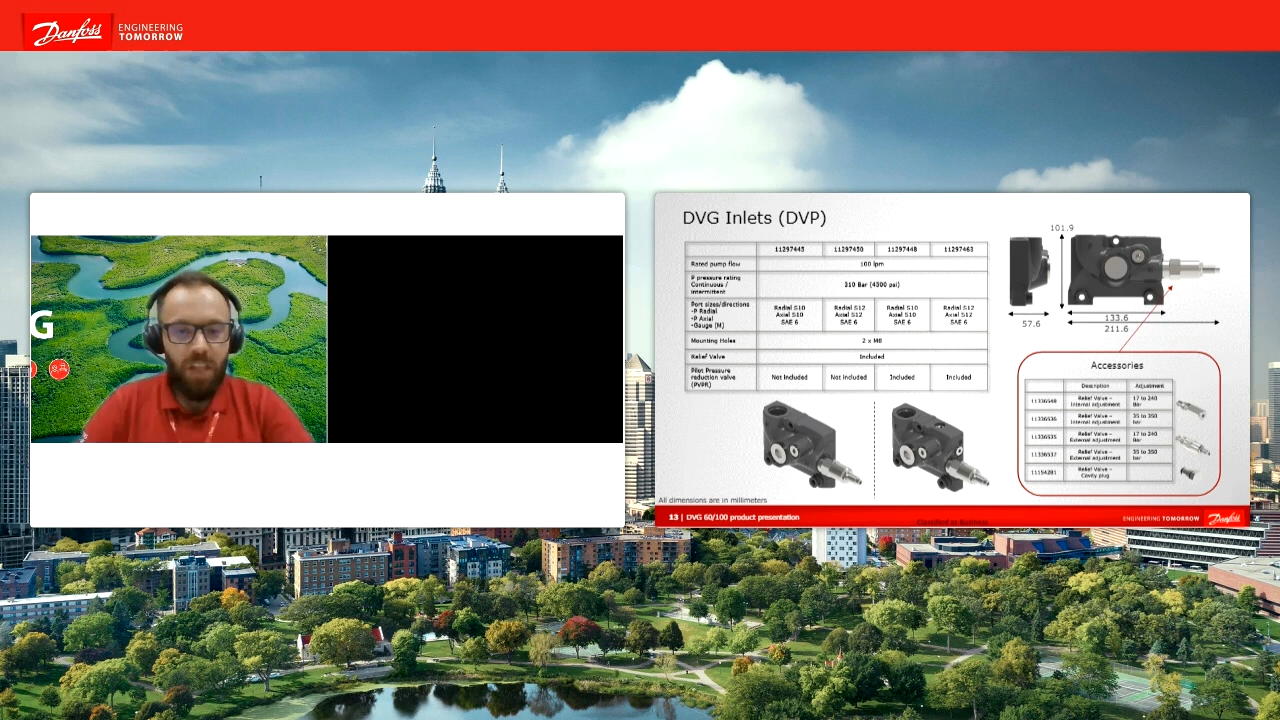 Danfoss
ENGINEERING
TOMORROW
G
DVG Inlets (DVP)
11297445 11297450 11297448 11297463
Rated pump flow 100 lpm
P pressure rating
Continuous /
intermittent
310 Bar (4500 psi)
Port sizes/directions
-P Radial
-P Axial
-Gauge (M)
Radial S10
Axial S10
SAE 6
Radial S12
Axial S12
SAE 6
Radial S10
Axial S10
SAE 6
Radial S12
Axial S12
SAE 6
Mounting Holes 2 x M8
Relief Valve Included
Pilot Pressure
reduction valve
(PVPR)
Not Included Not Included Included Included
101.9
57.6
133.6
211.6
Accessories
Description Adjustment
Relief Valve –
Internal adjustment
17 to 240
Bar
11336536
Relief Valve –
Internal adjustment
35 to 350
bar
11336535
Relief Valve –
External adjustment
17 to 240
Bar
11336537
Relief Valve –
External adjustment
35 to 350
bar
Relief Valve –
Cavity plug
All dimensions are in millimeters
13 | DVG 60/100 product presentation
Classified as Business
ENGINEERING TOMORROW
Danfoss